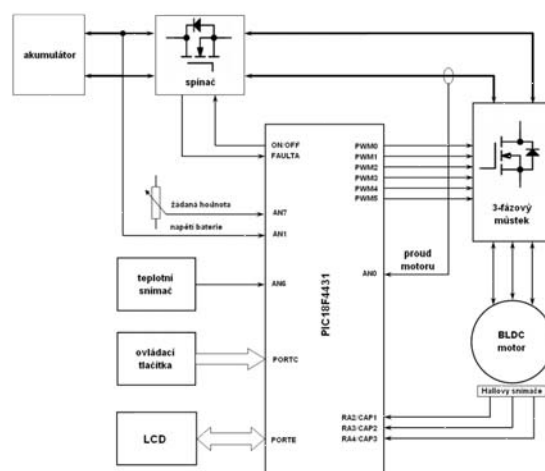 akumulátor
spínač
ON/OFF
FAULTA
PWM0
PWM1
PWM2
PWM3
PWM4
PWM5
3-fázový
můstek
žádaná hodnota
AN7
napětí baterie
AN1
teplotní
snímač
AN6
PIC18F4431
proud
motoru
AN0
ovládací
tlačítka
PORTC
BLDC
motor
Hallovy snímače
LCD
PORTE
RA2/CAP1
RA3/CAP2
RA4/CAP3